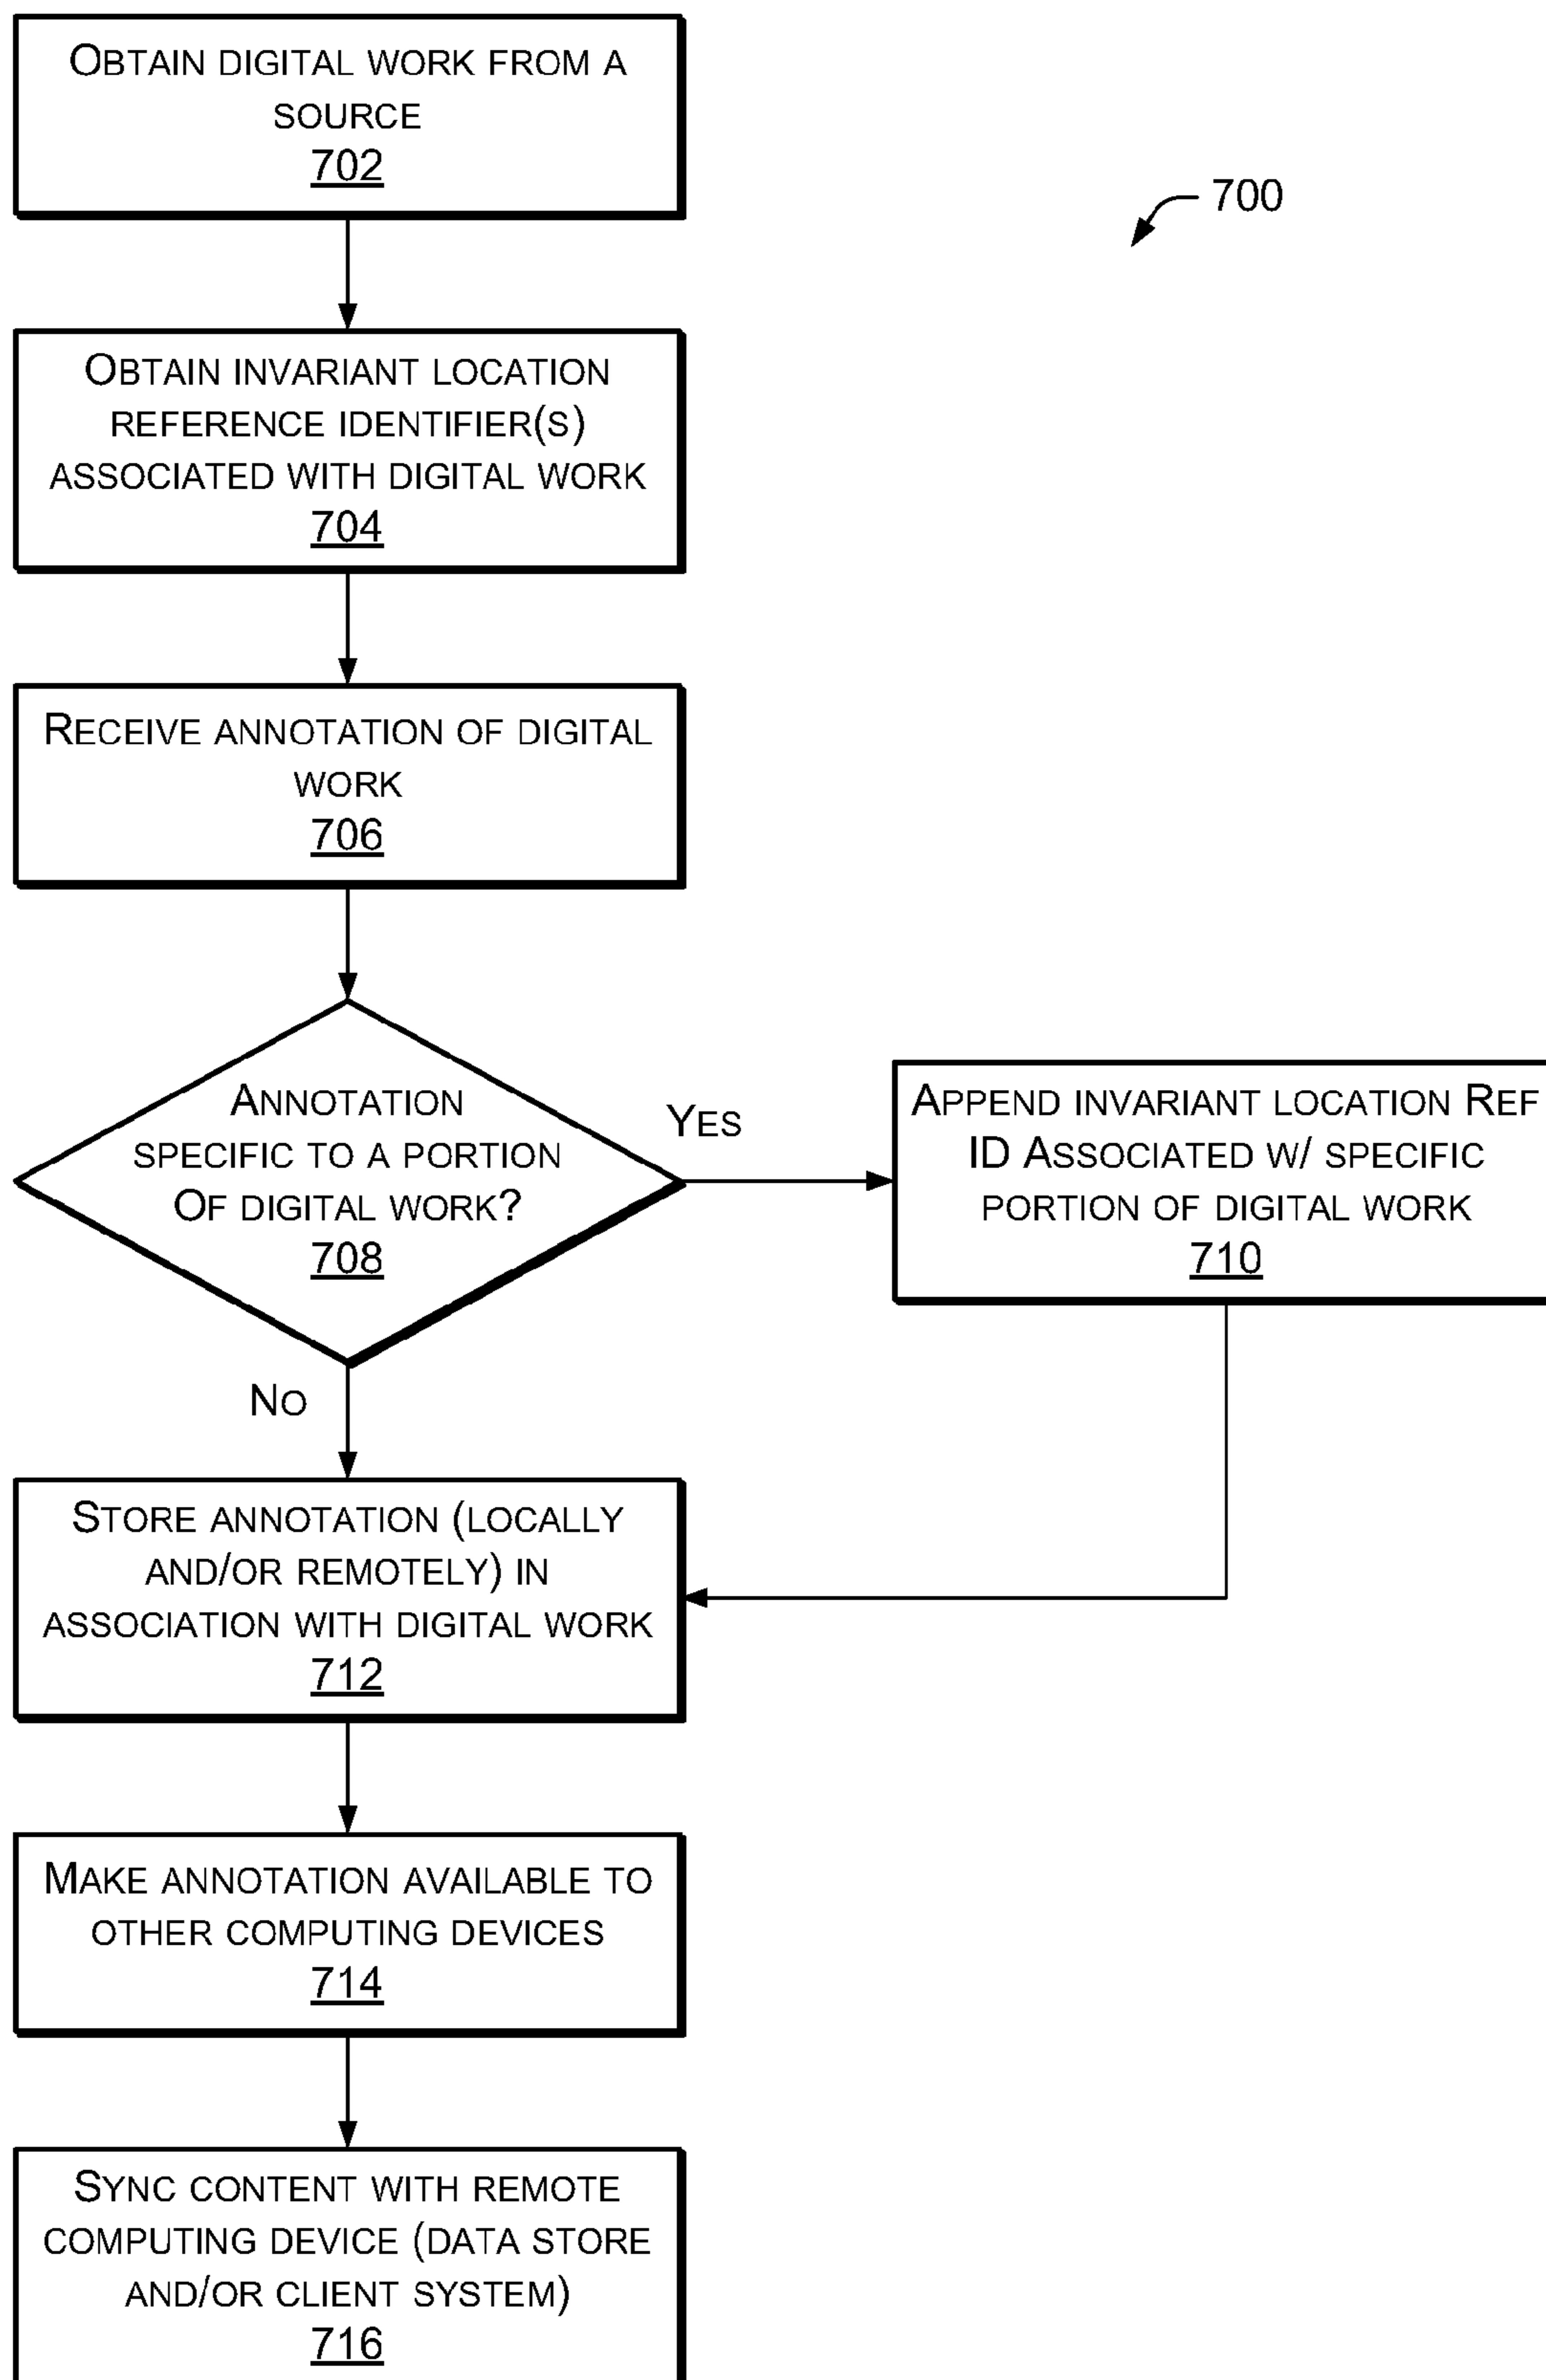 OBTAIN DIGITAL WORK FROM A
SOURCE
702
700
OBTAIN INVARIANT LOCATION
REFERENCE IDENTIFIER(S)
ASSOCIATED WITH DIGITAL WORK
704
RECEIVE ANNOTATION OF DIGITAL
WORK
706
ANNOTATION
SPECIFIC TO A PORTION
OF DIGITAL WORK?
708
YES
APPEND INVARIANT LOCATION REF
ID ASSOCIATED W/ SPECIFIC
PORTION OF DIGITAL WORK
710
NO
STORE ANNOTATION (LOCALLY
AND/OR REMOTELY) IN
ASSOCIATION WITH DIGITAL WORK
712
MAKE ANNOTATION AVAILABLE TO
OTHER COMPUTING DEVICES
714
SYNC CONTENT WITH REMOTE
COMPUTING DEVICE (DATA STORE
AND/OR CLIENT SYSTEM)
716